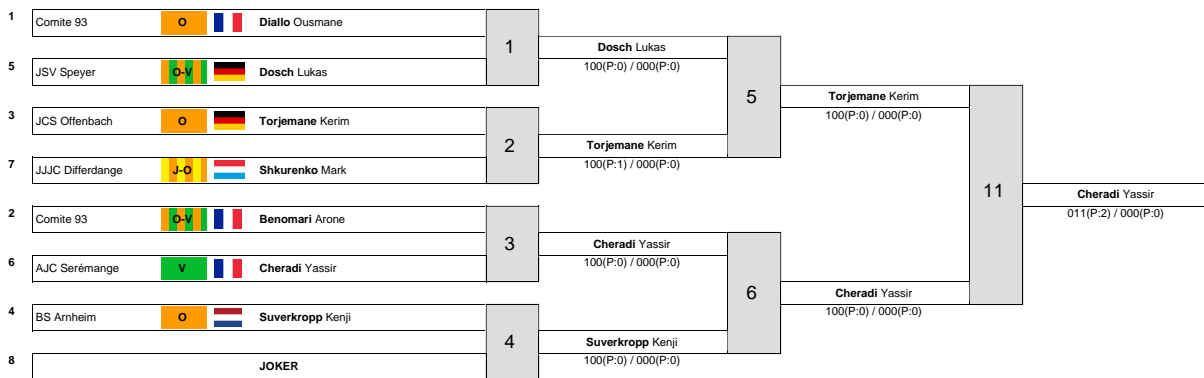 1 Comite 93 O Diallo Ousmane
1
Dosch Lukas
100(P:0) / 000(P:0)
5 JSV Speyer O-V Dosch Lukas
5
Torjemane Kerim
100(P:0) / 000(P:0)
3 JCS Offenbach O Torjemane Kerim
2
Torjemane Kerim
100(P:1) / 000(P:0)
7 JJJC Differdange J-O Shkurenko Mark
11
Cheradi Yassir
011(P:2) / 000(P:0)
2 Comite 93 O-V Benomari Arone
3
Cheradi Yassir
100(P:0) / 000(P:0)
6 AJC Serémange V Cheradi Yassir
6
Cheradi Yassir
100(P:0) / 000(P:0)
4 BS Arnheim O Suverkropp Kenji
4
Suverkropp Kenji
100(P:0) / 000(P:0)
8 JOKER